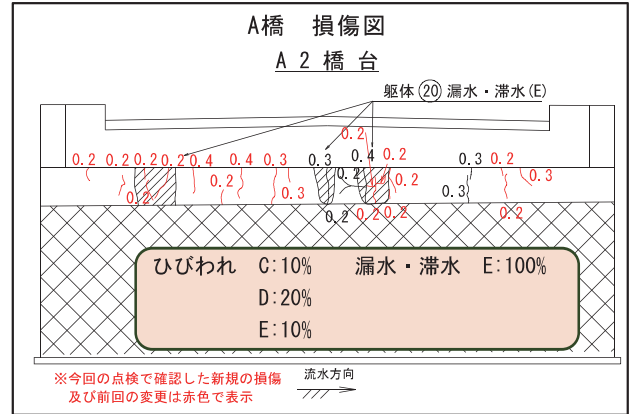 A橋 損傷図
A2橋台
躯体⑳漏水・滞水(E)
0.2
0.2 0.2 0.2 0.2 0.4 0.4 0.3 0.3 0.4 0.2 0.3 0.2
0.2 0.2 0.3 0.2 0.2 0.3 0.3
0.2 0.2 0.2 0.2
ひびわれ C:10% 漏水・滞水 E:100%
D:20%
E:10%
※今回の点検で確認した新規の損傷
及び前回の変更は赤色で表示
流水方向